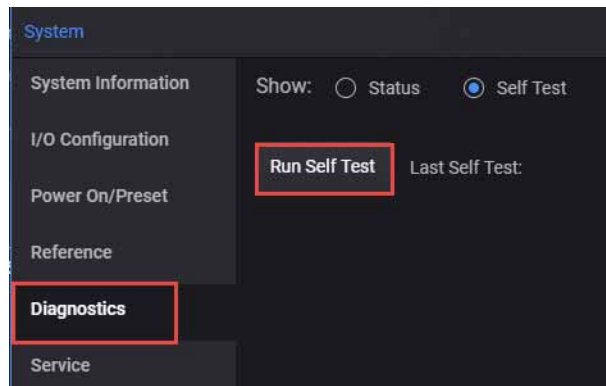 System
System Information
Show: Status Self Test
I/O Configuration
Run Self Test Last Self Test:
Power On/Preset
Reference
Diagnostics
Service